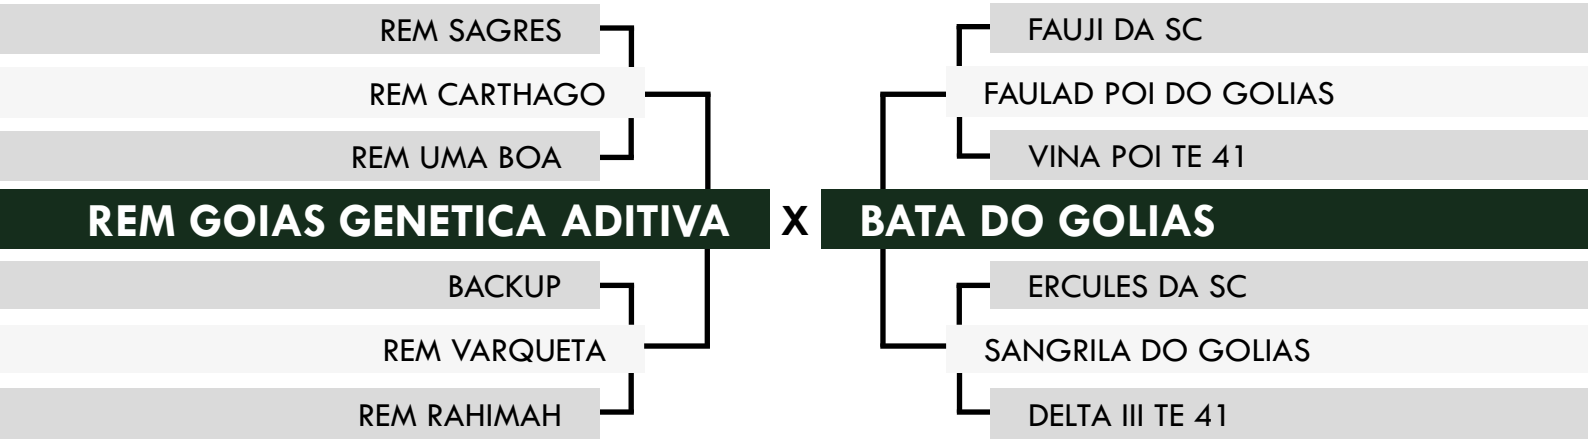 REM SAGRES
REM CARTHAGO
REM UMA BOA
REM GOIAS GENETICA ADITIVA X BATA DO GOLIAS
BACKUP
REM VARQUETA
REM RAHIMAH
FAUJI DA SC
FAULAD POI DO GOLIAS
VINA POI TE 41
ERCULES DA SC
SANGRILA DO GOLIAS
DELTA III TE 41